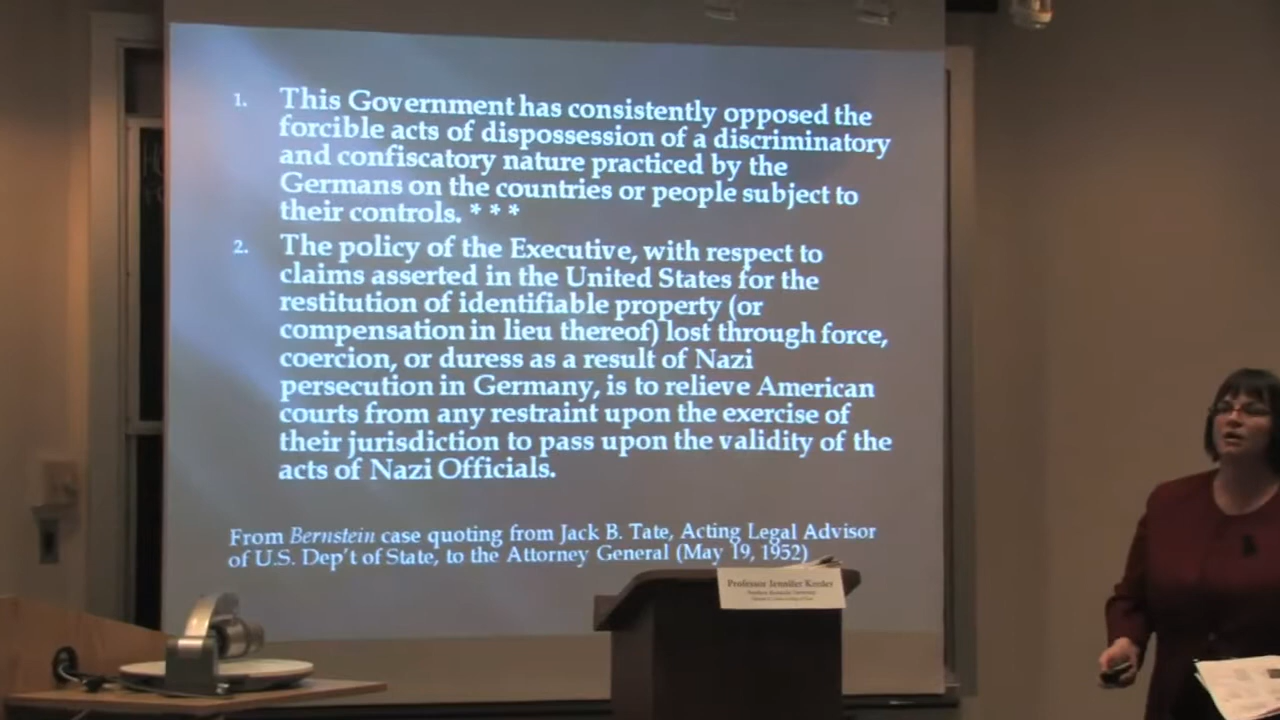 1. This Government has consistently opposed the
forcible acts of dispossession of a discriminatory
and confiscatory nature practiced by the
Germans on the countries or people subject to
their controls. * * *
2. The policy of the Executive, with respect to
claims asserted in the United States for the
restitution of identifiable property (or
compensation in lieu thereof) lost through force,
coercion, or duress as a result of Nazi
persecution in Germany, is to relieve American
courts from any restraint upon the exercise of
their jurisdiction to pass upon the validity of the
acts of Nazi Officials.
From Bernstein case quoting from Jack B. Tate, Acting Legal Advisor
of U.S. Dep't of State, to the Attorney General (May 19, 1952)
Professor Jennifer